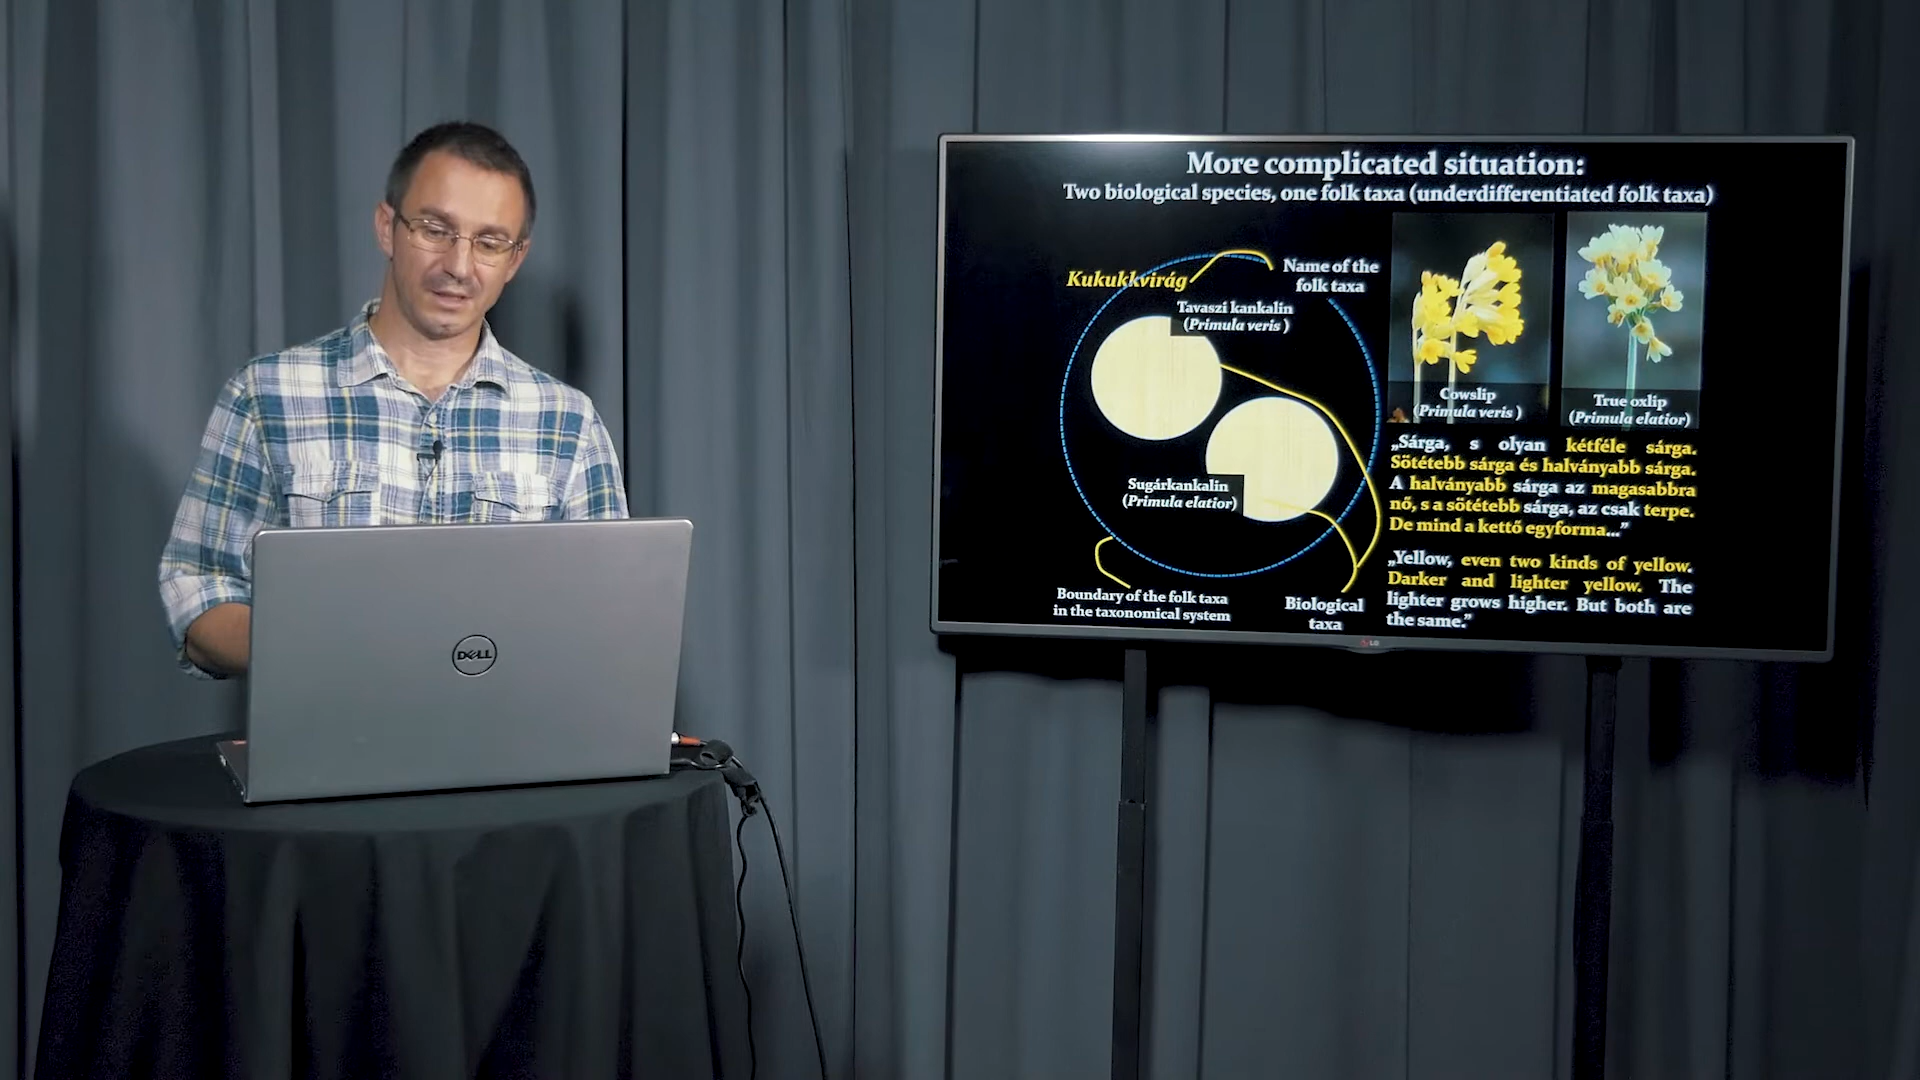 More complicated situation:
Two biological species, one folk taxa (underdifferentiated folk taxa)
Kukukkvirág
Name of the
folk taxa
Tavaszi kankalin
(Primula veris )
Sugárkankalin
(Primula elatior)
Boundary of the folk taxa
in the taxonomical system
Biological
taxa
Cowslip
(Primula veris )
True oxlip
(Primula elatior)
„Sárga, s olyan kétféle sárga.
Sötétebb sárga és halványabb sárga.
A halványabb sárga az magasabbra
nő, s a sötétebb sárga, az csak terpe.
De mind a kettő egyforma...”
„Yellow, even two kinds of yellow.
Darker and lighter yellow. The
lighter grows higher. But both are
the same.”
LG
DELL